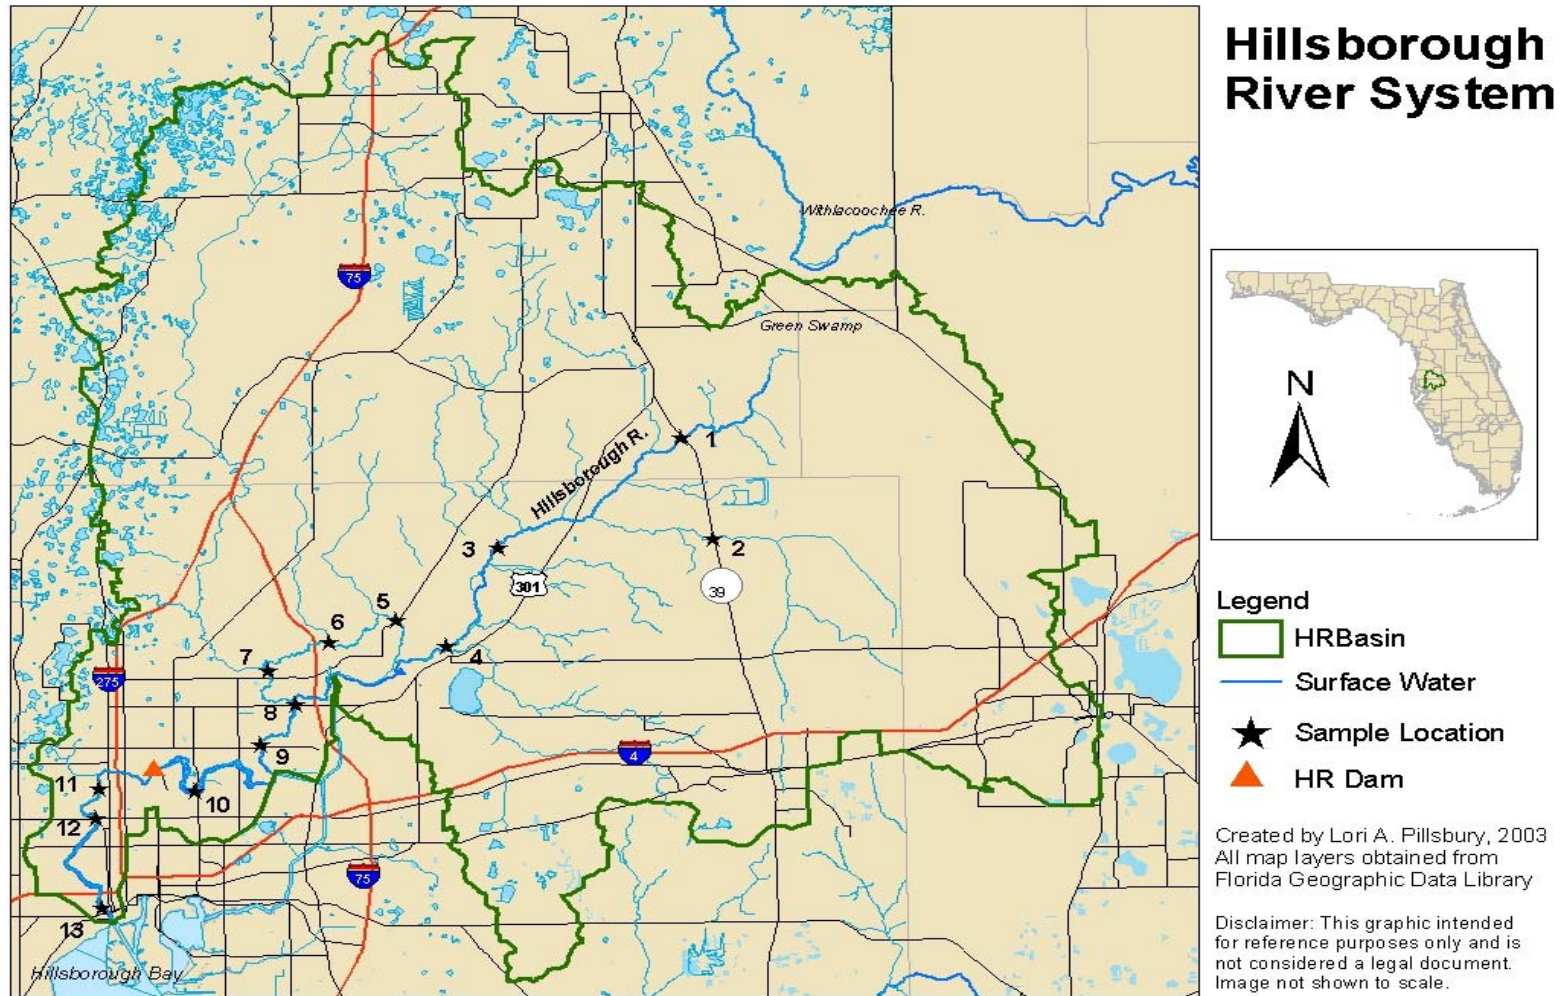 Hillsborough
River System
Withlacoochee R.
75
Green Swamp
N
1
Hillsborough R.
2
3
301
39
5
6
4
7
275
8
9
4
11
10
12
75
13
Hillsborough Bay
Legend
HRBasin
Surface Water
Sample Location
HR Dam
Created by Lori A. Pillsbury, 2003
All map layers obtained from
Florida Geographic Data Library
Disclaimer: This graphic intended
for reference purposes only and is
not considered a legal document.
Image not shown to scale.